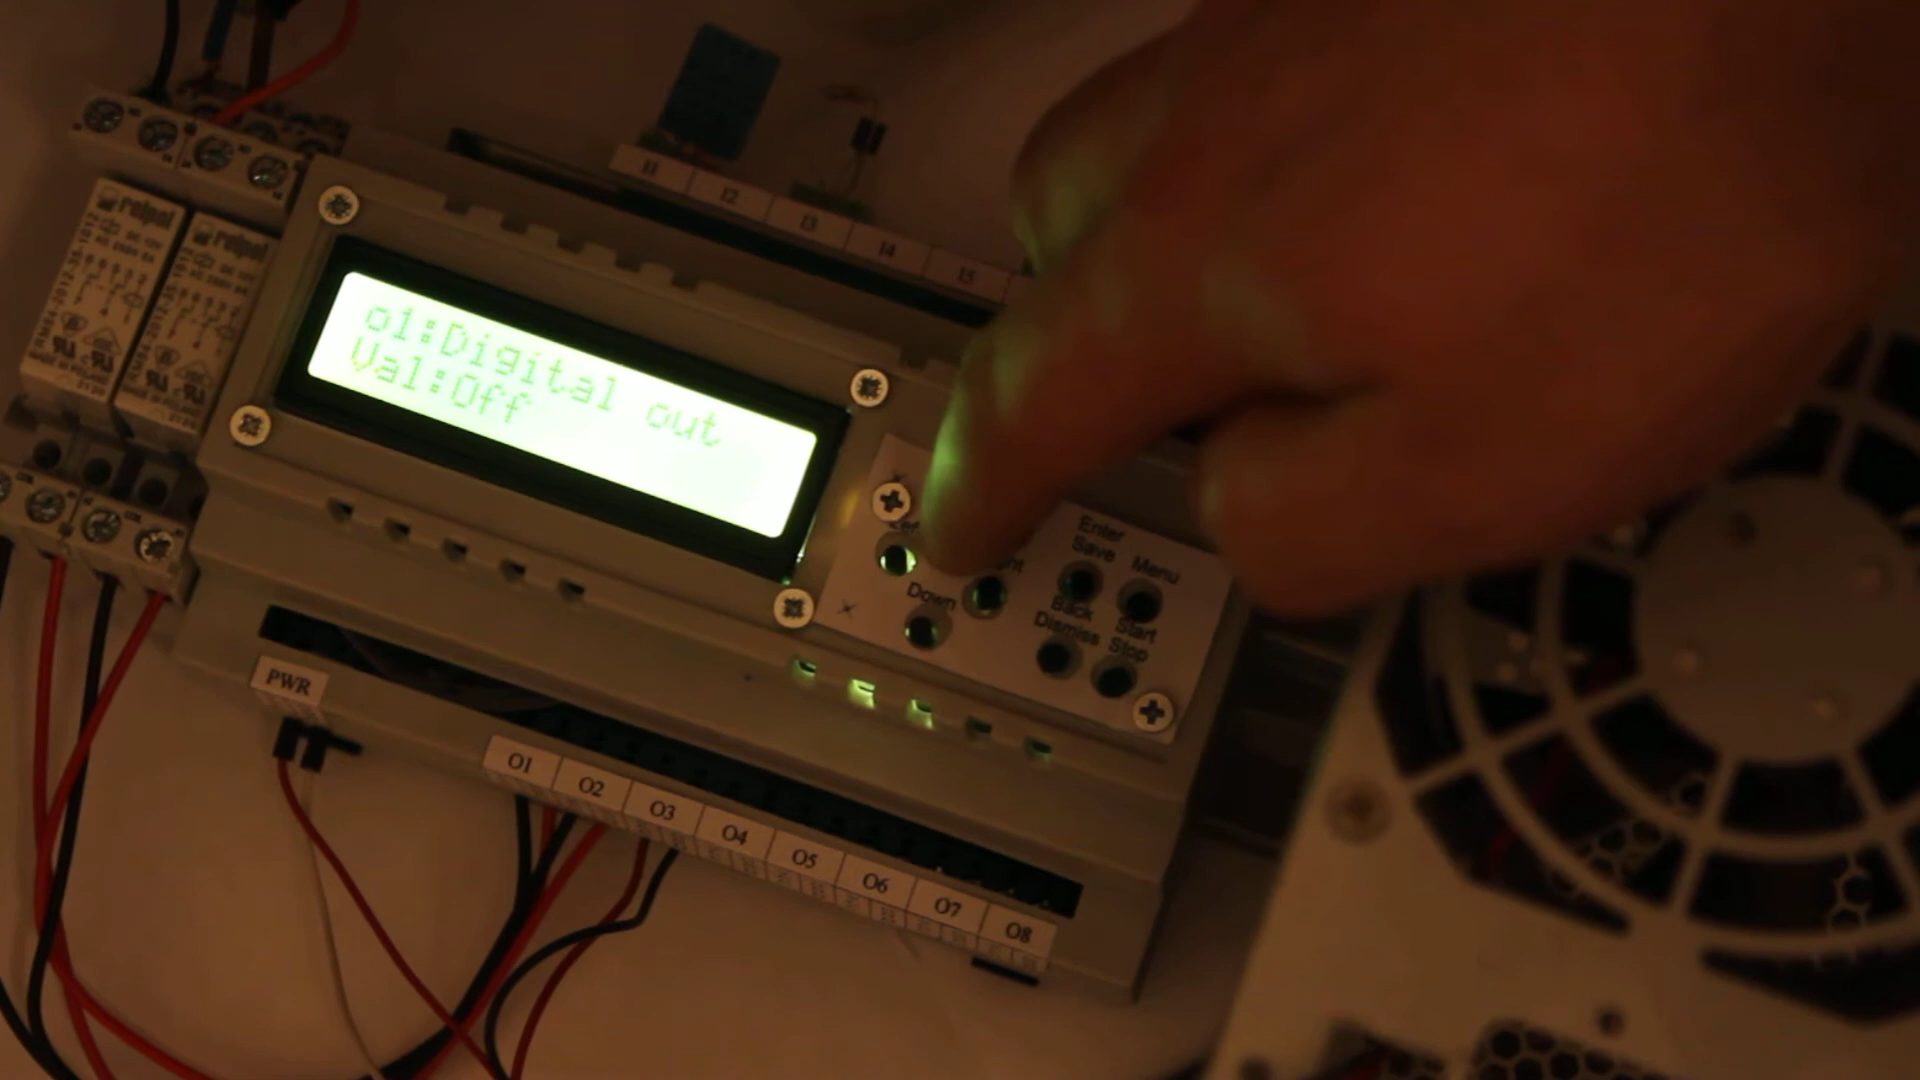 I1 I2 I3 I4 I5
relpol
relpol
o1:Digital out
Val:Off
Enter
Save
Menu
Down
Back
Dismiss
Start
Stop
PWR
O1 O2 O3 O4 O5 O6 O7 O8